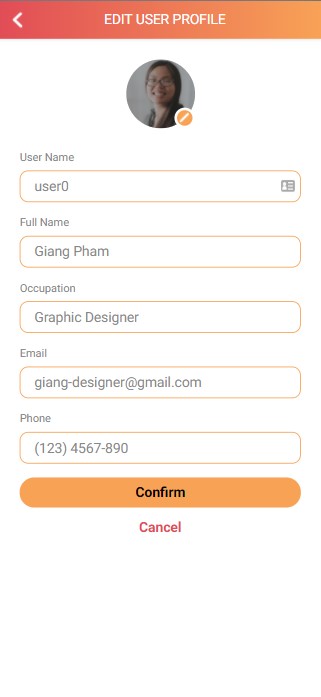 EDIT USER PROFILE
User Name
user0
Full Name
Giang Pham
Occupation
Graphic Designer
Email
giang-designer@gmail.com
Phone
(123) 4567-890
Confirm
Cancel